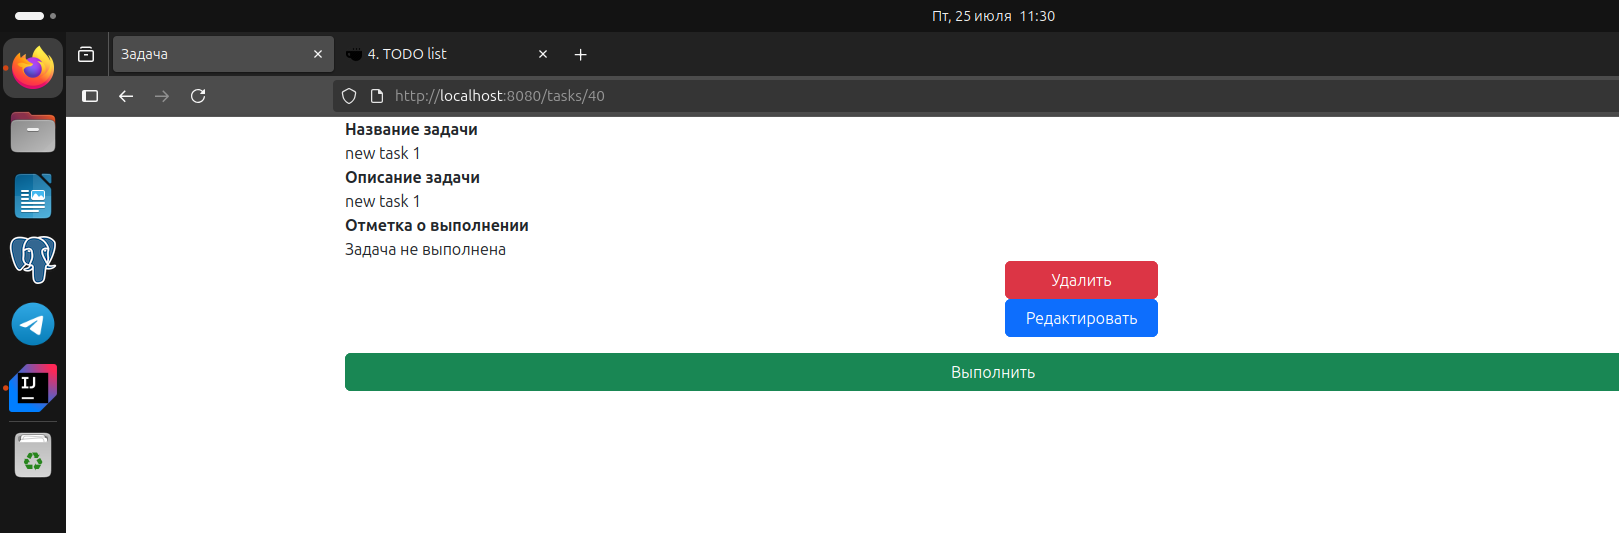 Пт, 25 июля 11:30
Задача
4. TODO list
http://localhost:8080/tasks/40
Название задачи
new task 1
Описание задачи
new task 1
Отметка о выполнении
Задача не выполнена
Удалить
Редактировать
Выполнить
IJ